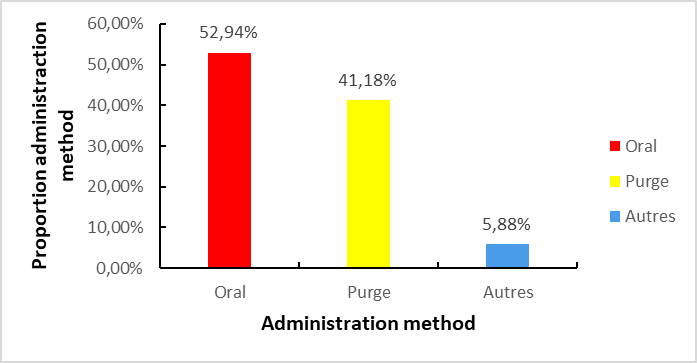 Proportion administraction
method
60,00%
50,00%
40,00%
30,00%
20,00%
10,00%
0,00%
52,94%
41,18%
5,88%
Oral
Purge
Autres
Administration method
Oral
Purge
Autres